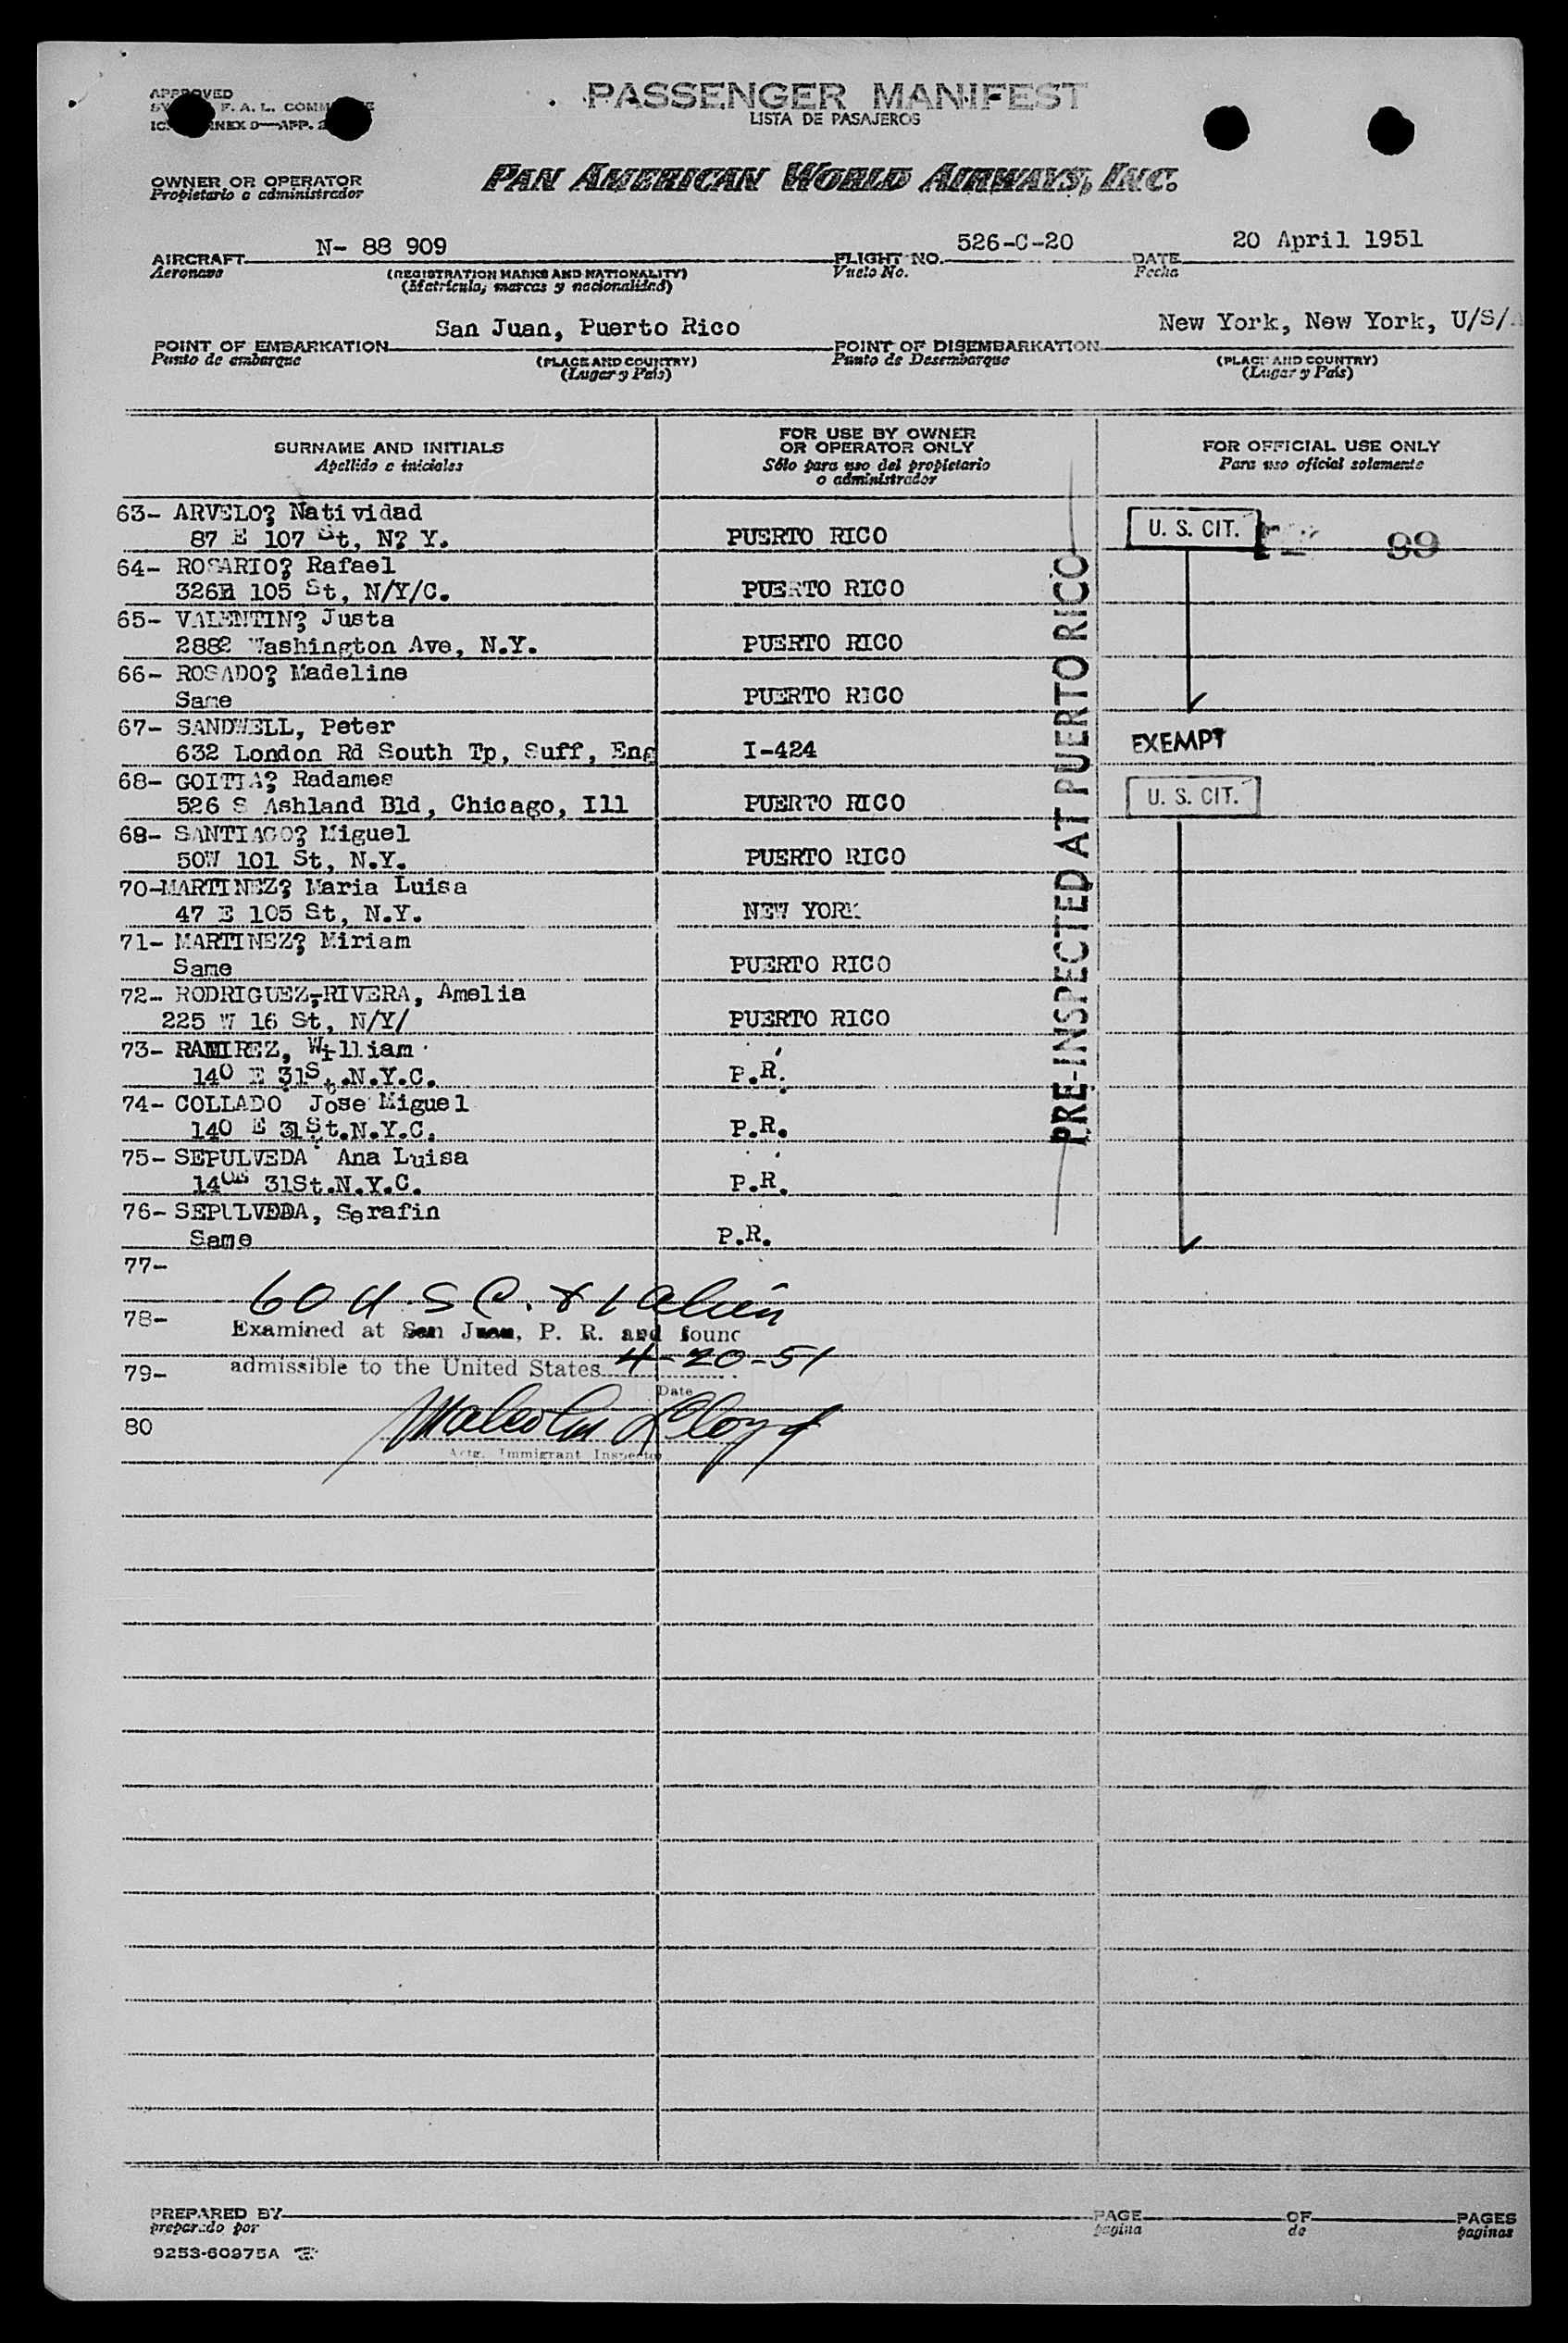 APPROVED
F. A. L.
PASSENGER MANIFEST
LISTA DE PASAJEROS
OWNER OR OPERATOR
Propietario o administrador
PAN AMERICAN WORLD AIRWAYS, INC.
AIRCRAFT N- 88 909 FLIGHT NO. 526-C-20 DATE 20 April 1951
Aeronave (REGISTRATION MARKS AND NATIONALITY) Vuelo No. Fecha
(Matrícula, marcas y nacionalidad)
POINT OF EMBARKATION San Juan, Puerto Rico POINT OF DISEMBARKATION New York, New York, U/S/
Punto de embarque (PLACE AND COUNTRY) Punto de Desembarque (PLACE AND COUNTRY)
(Lugar y País) (Lugar y País)
SURNAME AND INITIALS
Apellido e iniciales
FOR USE BY OWNER
OR OPERATOR ONLY
Sólo para uso del propietario
o administrador
FOR OFFICIAL USE ONLY
Para uso oficial solamente
63- ARVELO? Natividad
87 E 107 St, N? Y. PUERTO RICO U. S. CIT. 99
64- ROSARIO? Rafael
326E 105 St, N/Y/C. PUERTO RICO
65- VALENTIN? Justa
2882 Washington Ave, N.Y. PUERTO RICO
66- ROSADO? Madeline
Same PUERTO RICO
67- SANDWELL, Peter
632 London Rd South Tp, Suff, Eng I-424 EXEMPT
68- GOITIA? Radames
526 S Ashland Bld, Chicago, Ill PUERTO RICO U. S. CIT.
68- SANTIAGO? Miguel
50W 101 St, N.Y. PUERTO RICO
70-MARTINEZ? Maria Luisa
47 E 105 St, N.Y. NEW YORK
71- MARTINEZ? Miriam
Same PUERTO RICO
72- RODRIGUEZ-RIVERA, Amelia
225 W 16 St, N/Y/ PUERTO RICO
73- RAMIREZ, William
140 E 31St.N.Y.C. P.R.
74- COLLADO Jose Miguel
140 E 31St.N.Y.C. P.R.
75- SEPULVEDA Ana Luisa
140E 31St.N.Y.C. P.R.
76- SEPULVEDA, Serafin
Same P.R.
PRE-INSPECTED AT PUERTO RICO
77-
60 U.S.C. & 1 alien
78-
Examined at San Juan, P. R. and found
79- admissible to the United States 4-20-51
Date
80 Malcolm Lloyd
Actg. Immigrant Inspector
PREPARED BY PAGE OF PAGES
preparado por pagina de paginas
9253-60975A